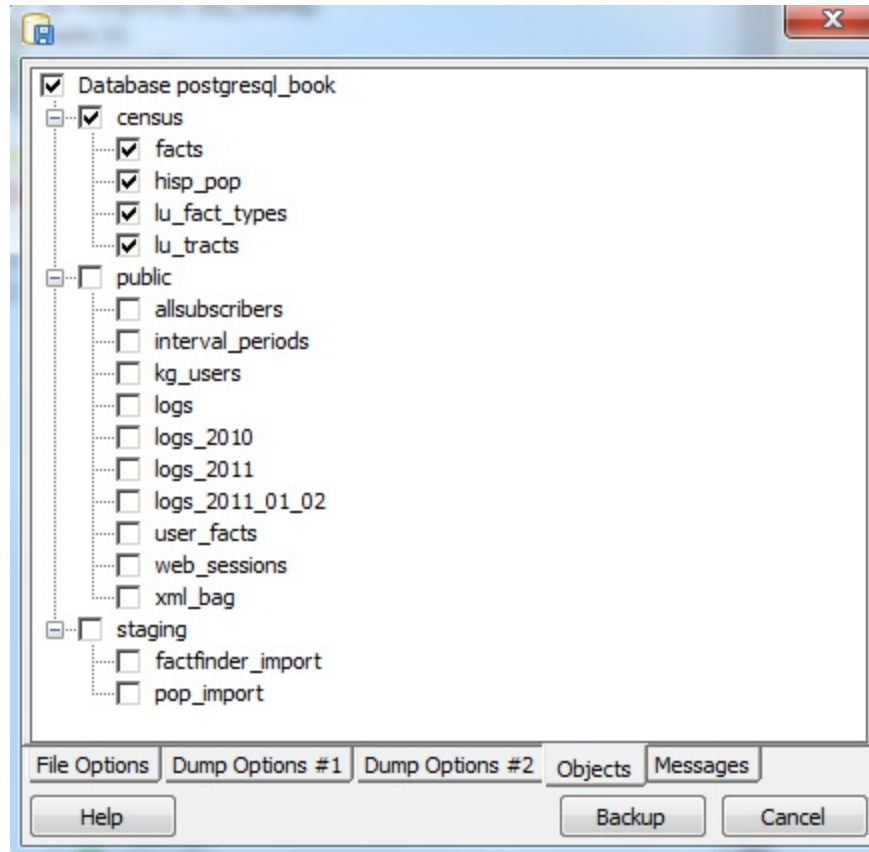 Database postgresql_book
census
facts
hisp_pop
lu_fact_types
lu_tracts
public
allsubscribers
interval_periods
kg_users
logs
logs_2010
logs_2011
logs_2011_01_02
user_facts
web_sessions
xml_bag
staging
factfinder_import
pop_import
File Options Dump Options #1 Dump Options #2 Objects Messages
Help Backup Cancel